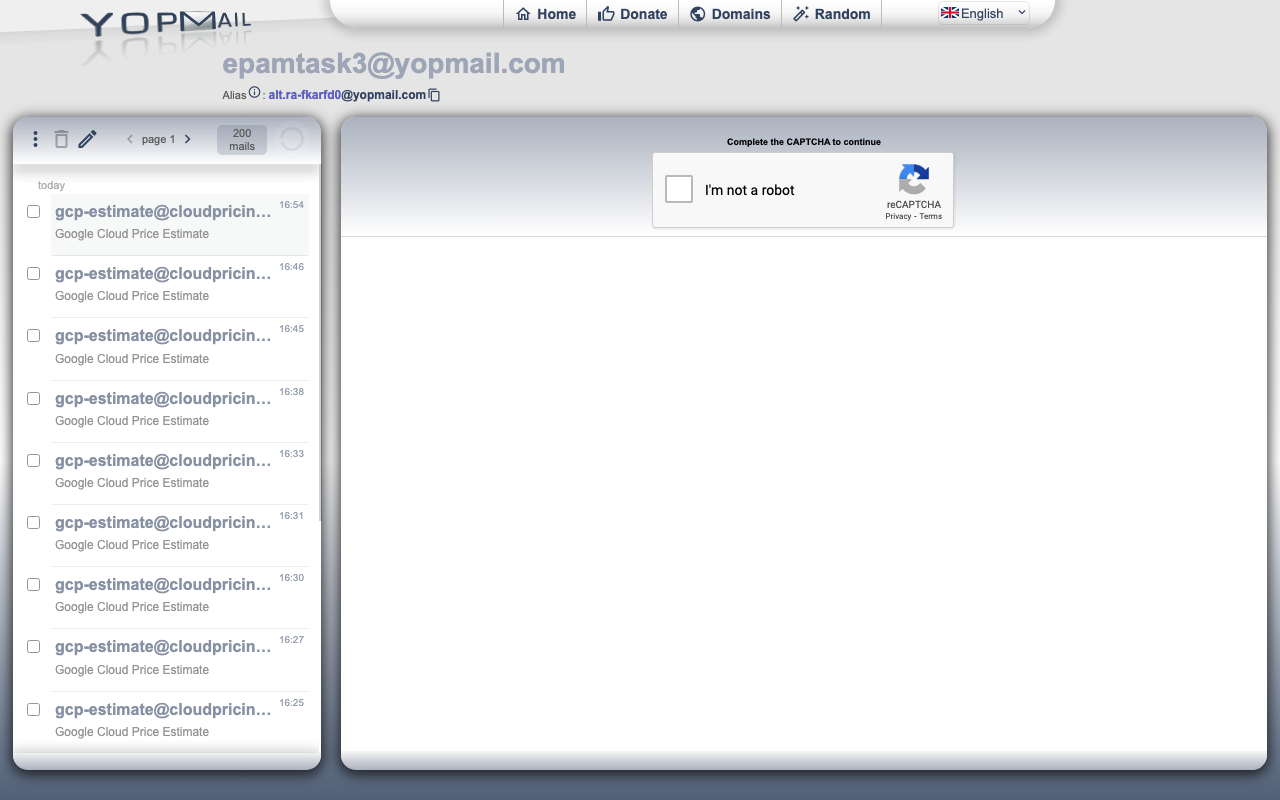 YOPMail
Home
Donate
Domains
Random
English
epamtask3@yopmail.com
Alias : alt.ra-fkarfd0@yopmail.com
page 1
200
mails
today
gcp-estimate@cloudpricin… 16:54
Google Cloud Price Estimate
gcp-estimate@cloudpricin… 16:46
Google Cloud Price Estimate
gcp-estimate@cloudpricin… 16:45
Google Cloud Price Estimate
gcp-estimate@cloudpricin… 16:38
Google Cloud Price Estimate
gcp-estimate@cloudpricin… 16:33
Google Cloud Price Estimate
gcp-estimate@cloudpricin… 16:31
Google Cloud Price Estimate
gcp-estimate@cloudpricin… 16:30
Google Cloud Price Estimate
gcp-estimate@cloudpricin… 16:27
Google Cloud Price Estimate
gcp-estimate@cloudpricin… 16:25
Google Cloud Price Estimate
Complete the CAPTCHA to continue
I'm not a robot
reCAPTCHA
Privacy - Terms